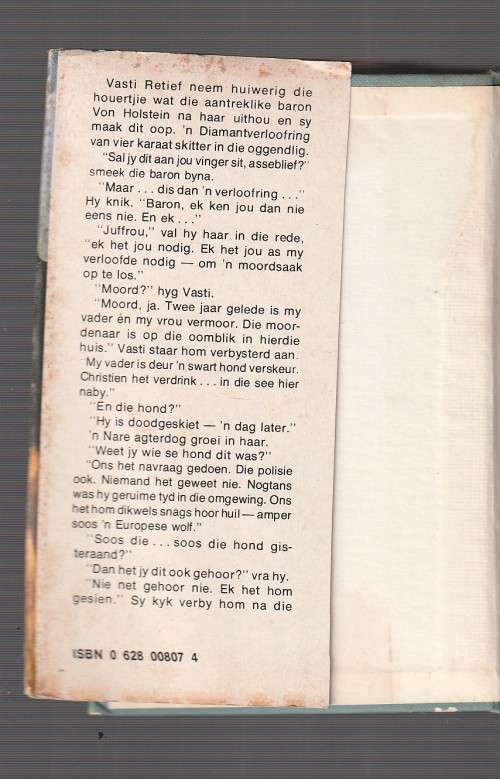 Vasti Retief neem huiwerig die
houertjie wat die aantreklike baron
Von Holstein na haar uithou en sy
maak dit oop. 'n Diamantverloofring
van vier karaat skitter in die oggendlig.
"Sal jy dit aan jou vinger sit, asseblief?"
smeek die baron byna.
"Maar . . . dis dan 'n verloofring . . ."
Hy knik. "Baron, ek ken jou dan nie
eens nie. En ek . . ."
"Juffrou," val hy haar in die rede,
"ek het jou nodig. Ek het jou as my
verloofde nodig — om 'n moordsaak
op te los."
"Moord?" hyg Vasti.
"Moord, ja. Twee jaar gelede is my
vader én my vrou vermoor. Die moor-
denaar is op die oomblik in hierdie
huis." Vasti staar hom verbysterd aan.
"My vader is deur 'n swart hond verskeur.
Christien het verdrink . . . in die see hier
naby."
"En die hond?"
"Hy is doodgeskiet — 'n dag later."
'n Nare agterdog groei in haar.
"Weet jy wie se hond dit was?"
"Ons het navraag gedoen. Die polisie
ook. Niemand het geweet nie. Nogtans
was hy geruime tyd in die omgewing. Ons
het hom dikwels snags hoor huil — amper
soos 'n Europese wolf."
"Soos die . . . soos die hond gis-
teraand?"
"Dan het jy dit ook gehoor?" vra hy.
"Nie net gehoor nie. Ek het hom
gesien." Sy kyk verby hom na die
ISBN 0 628 00807 4